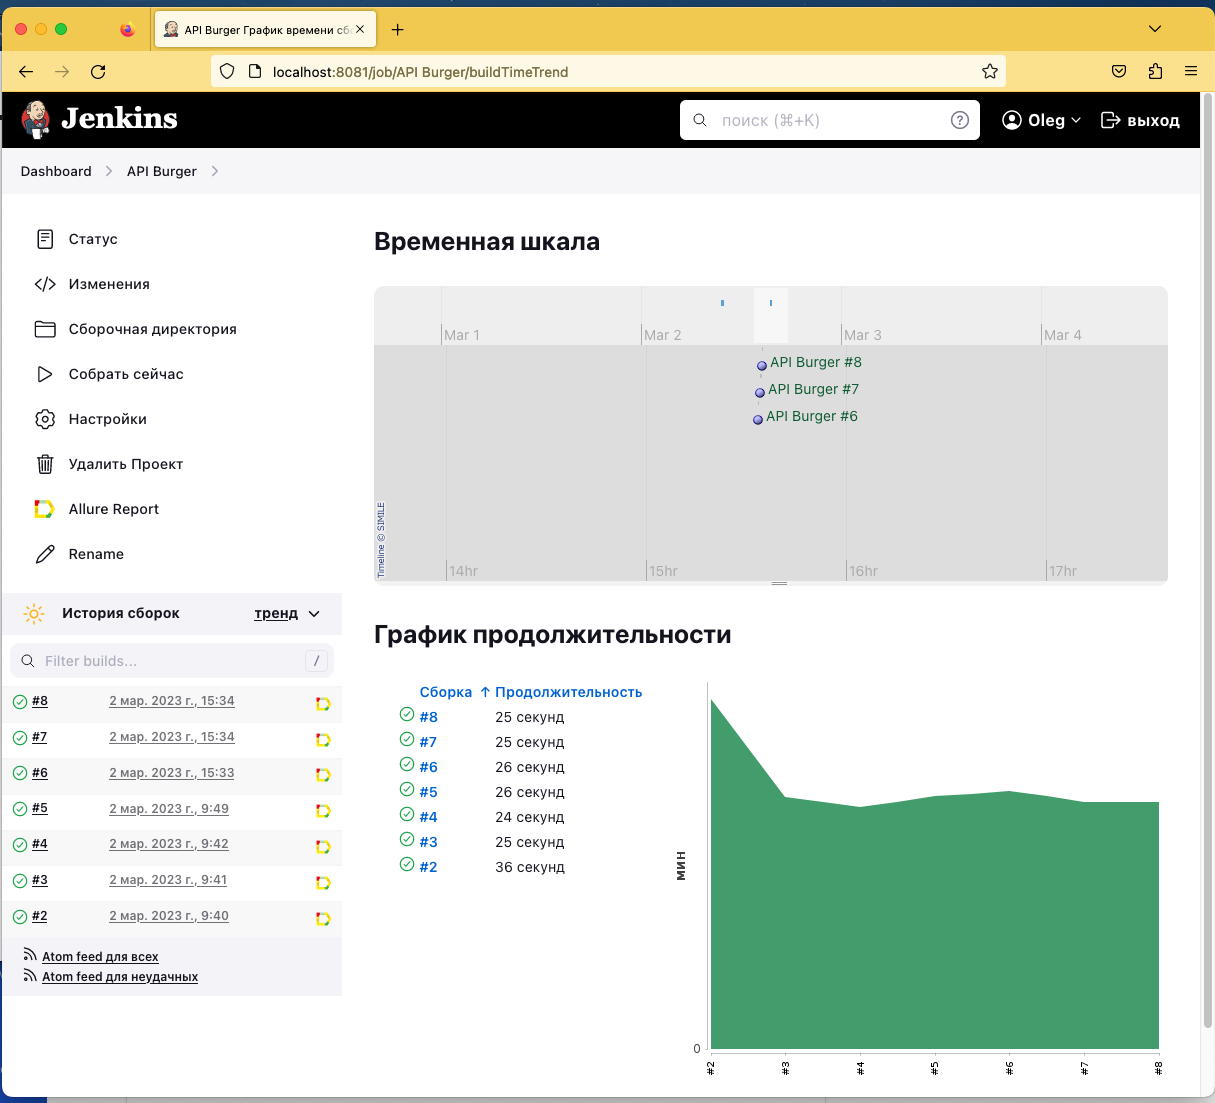 API Burger График времени сбо
localhost:8081/job/API Burger/buildTimeTrend
Jenkins
поиск (⌘+K)
?
Oleg
выход
Dashboard
API Burger
Статус
Изменения
Сборочная директория
Собрать сейчас
Настройки
Удалить Проект
Allure Report
Rename
История сборок
тренд
Filter builds...
/
#8 2 мар. 2023 г., 15:34
#7 2 мар. 2023 г., 15:34
#6 2 мар. 2023 г., 15:33
#5 2 мар. 2023 г., 9:49
#4 2 мар. 2023 г., 9:42
#3 2 мар. 2023 г., 9:41
#2 2 мар. 2023 г., 9:40
Atom feed для всех
Atom feed для неудачных
Временная шкала
Mar 1 Mar 2 Mar 3 Mar 4
API Burger #8
API Burger #7
API Burger #6
Timeline © SIMILE
14hr 15hr 16hr 17hr
График продолжительности
Сборка ↑ Продолжительность
#8 25 секунд
#7 25 секунд
#6 26 секунд
#5 26 секунд
#4 24 секунд
#3 25 секунд
#2 36 секунд
мин
0
#2 #3 #4 #5 #6 #7 #8